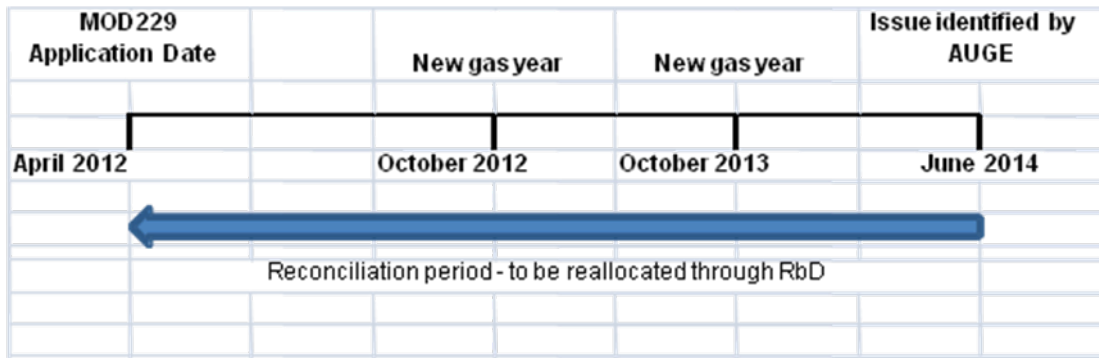 MOD229
Application Date
New gas year
New gas year
Issue identified by
AUGE
April 2012
October 2012
October 2013
June 2014
Reconciliation period - to be reallocated through RbD